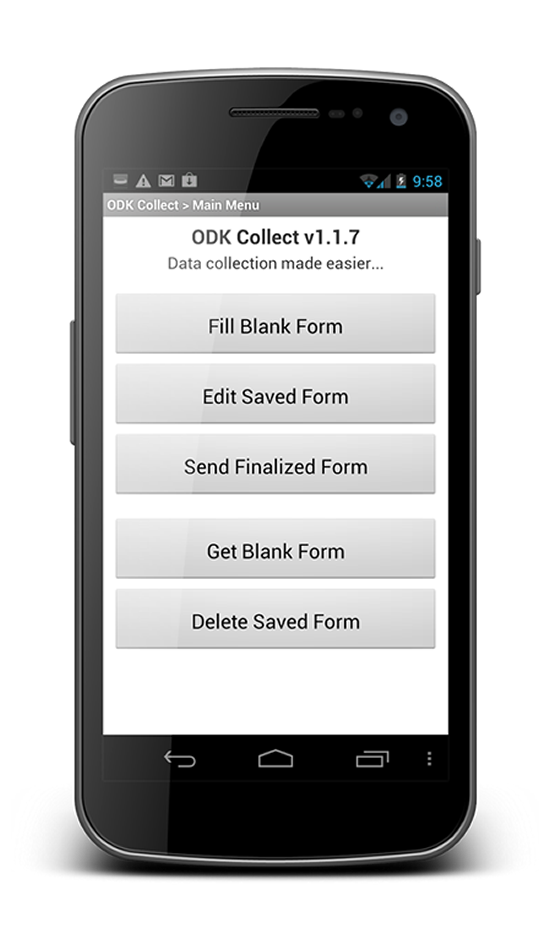 9:58
ODK Collect > Main Menu
ODK Collect v1.1.7
Data collection made easier...
Fill Blank Form
Edit Saved Form
Send Finalized Form
Get Blank Form
Delete Saved Form